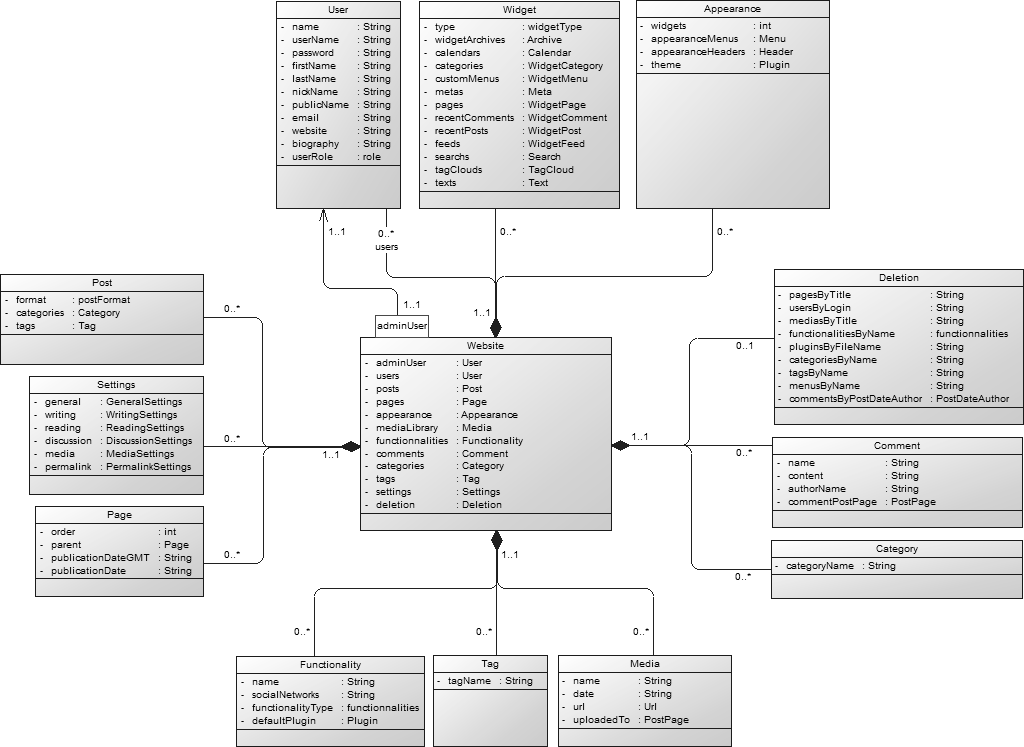 User
- name : String
- userName : String
- password : String
- firstName : String
- lastName : String
- nickName : String
- publicName : String
- email : String
- website : String
- biography : String
- userRole : role
Widget
- type : widgetType
- widgetArchives : Archive
- calendars : Calendar
- categories : WidgetCategory
- customMenus : WidgetMenu
- metas : Meta
- pages : WidgetPage
- recentComments : WidgetComment
- recentPosts : WidgetPost
- feeds : WidgetFeed
- searchs : Search
- tagClouds : TagCloud
- texts : Text
Appearance
- widgets : int
- appearanceMenus : Menu
- appearanceHeaders : Header
- theme : Plugin
1..1
0..*
users
0..*
0..*
1..1
1..1
adminUser
Post
- format : postFormat
- categories : Category
- tags : Tag
0..*
Settings
- general : GeneralSettings
- writing : WritingSettings
- reading : ReadingSettings
- discussion : DiscussionSettings
- media : MediaSettings
- permalink : PermalinkSettings
0..*
1..1
Page
- order : int
- parent : Page
- publicationDateGMT : String
- publicationDate : String
0..*
Website
- adminUser : User
- users : User
- posts : Post
- pages : Page
- appearance : Appearance
- mediaLibrary : Media
- functionnalities : Functionality
- comments : Comment
- categories : Category
- tags : Tag
- settings : Settings
- deletion : Deletion
1..1
0..1
0..*
0..*
Deletion
- pagesByTitle : String
- usersByLogin : String
- mediasByTitle : String
- functionalitiesByName : functionnalities
- pluginsByFileName : String
- categoriesByName : String
- tagsByName : String
- menusByName : String
- commentsByPostDateAuthor : PostDateAuthor
Comment
- name : String
- content : String
- authorName : String
- commentPostPage : PostPage
Category
- categoryName : String
1..1
0..*
0..*
0..*
Functionality
- name : String
- socialNetworks : String
- functionalityType : functionnalities
- defaultPlugin : Plugin
Tag
- tagName : String
Media
- name : String
- date : String
- url : Url
- uploadedTo : PostPage